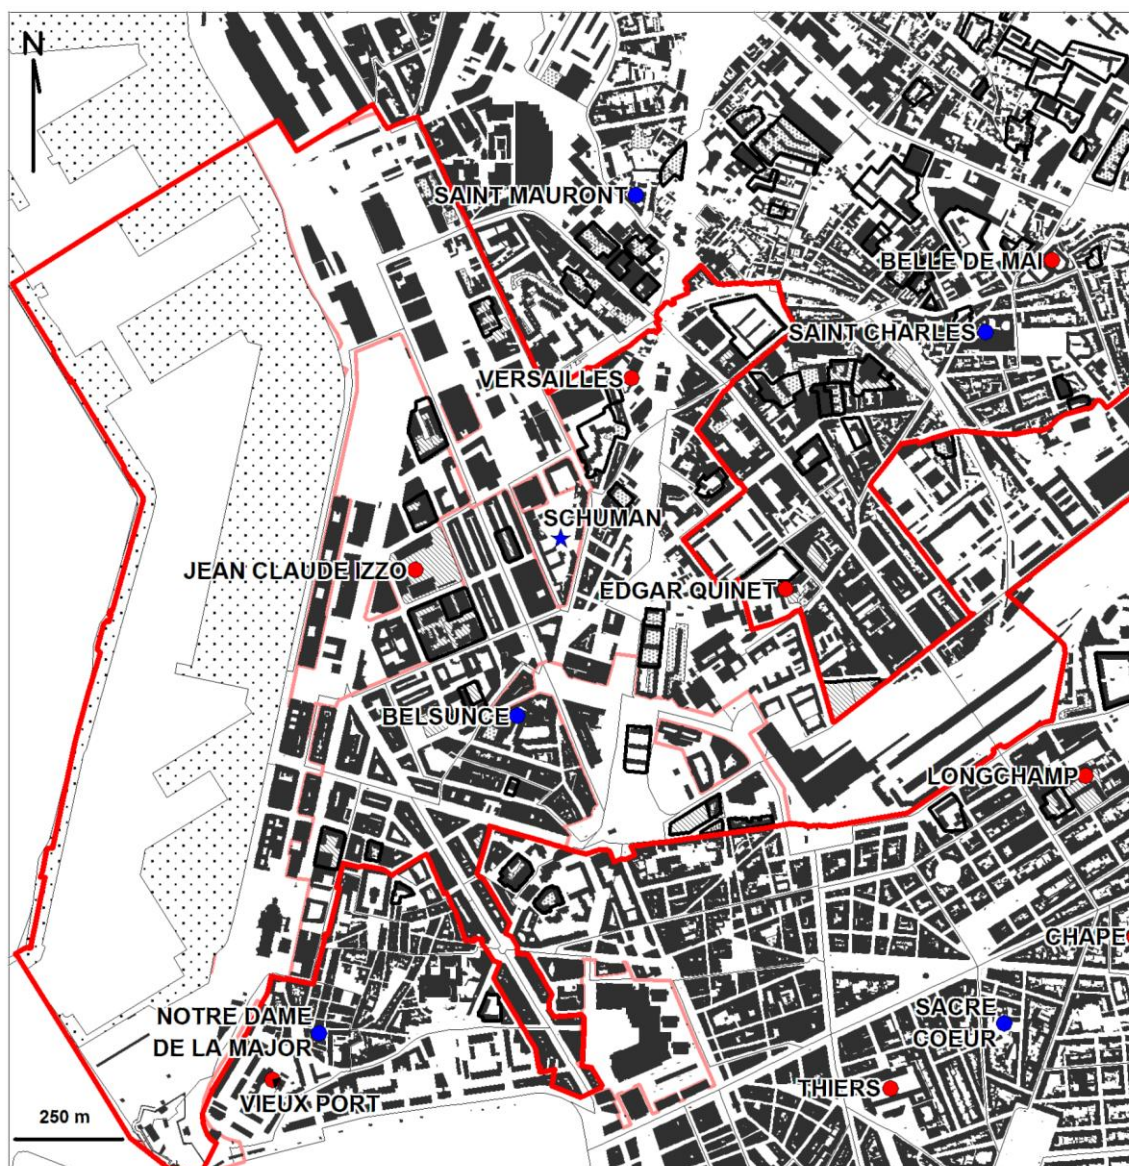 N
SAINT MAURONT
BELLE DE MAI
SAINT CHARLES
VERSAILLES
SCHUMAN
JEAN CLAUDE IZZO
EDGAR QUINET
BELSUNCE
LONGCHAMP
CHAPE
NOTRE DAME
DE LA MAJOR
SACRE
COEUR
THIERS
VIEUX PORT
250 m